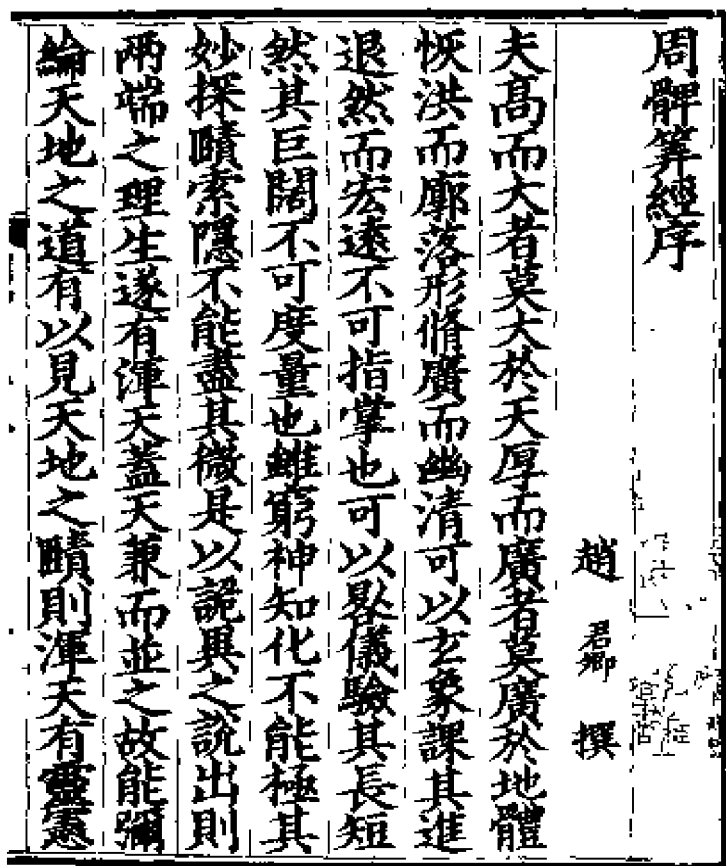 周髀筭經序
趙 君卿 撰
夫高而大者莫大於天厚而廣者莫廣於地體
恢洪而廓落形脩廣而幽清可以玄象課其進
退然而宏遠不可指掌也可以晷儀驗其長短
然其巨闊不可度量也雖窮神知化不能極其
妙探賾索隱不能盡其微是以詭異之說出則
兩端之理生遂有渾天蓋天兼而並之故能彌
綸天地之道有以見天地之賾則渾天有靈憲